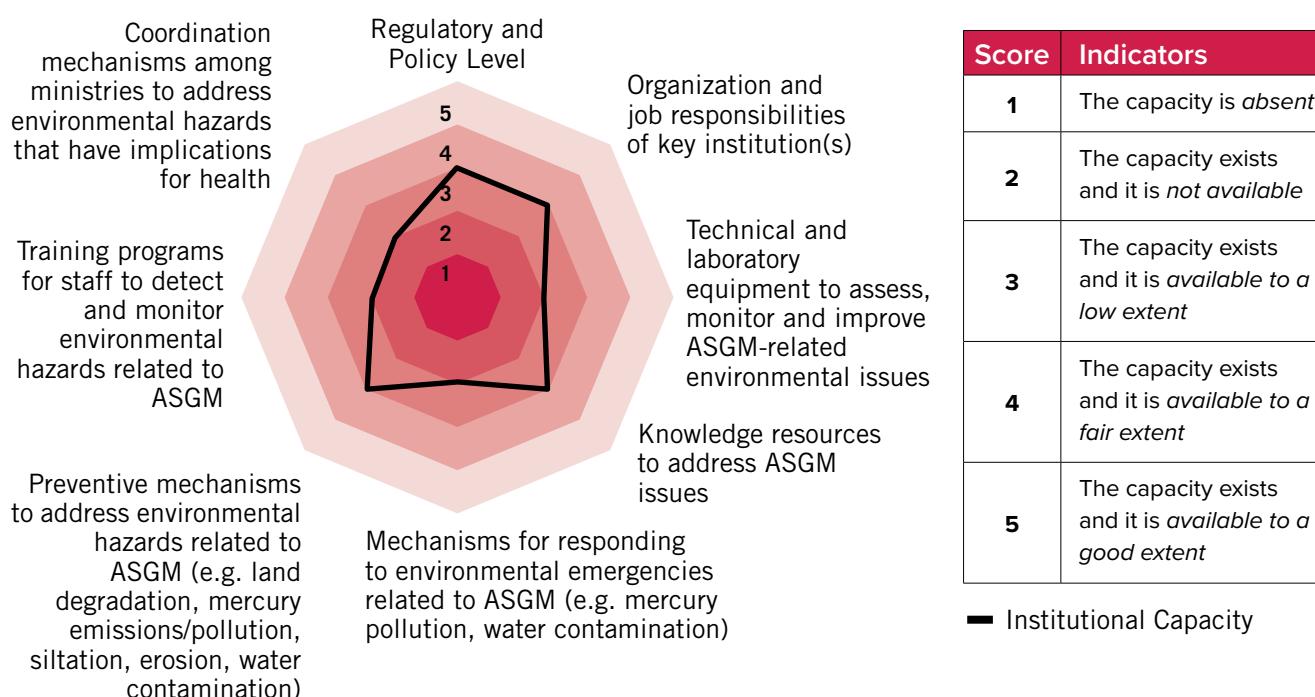 Coordination
mechanisms among
ministries to address
environmental hazards
that have implications
for health
Regulatory and
Policy Level
Organization and
job responsibilities
of key institution(s)
Technical and
laboratory
equipment to assess,
monitor and improve
ASGM-related
environmental issues
Knowledge resources
to address ASGM
issues
Mechanisms for responding
to environmental emergencies
related to ASGM (e.g. mercury
pollution, water contamination)
Preventive mechanisms
to address environmental
hazards related to
ASGM (e.g. land
degradation, mercury
emissions/pollution,
siltation, erosion, water
contamination)
Training programs
for staff to detect
and monitor
environmental
hazards related to
ASGM
5
4
3
2
1
Score Indicators
1 The capacity is absent
2 The capacity exists
and it is not available
3 The capacity exists
and it is available to a
low extent
4 The capacity exists
and it is available to a
fair extent
5 The capacity exists
and it is available to a
good extent
Institutional Capacity